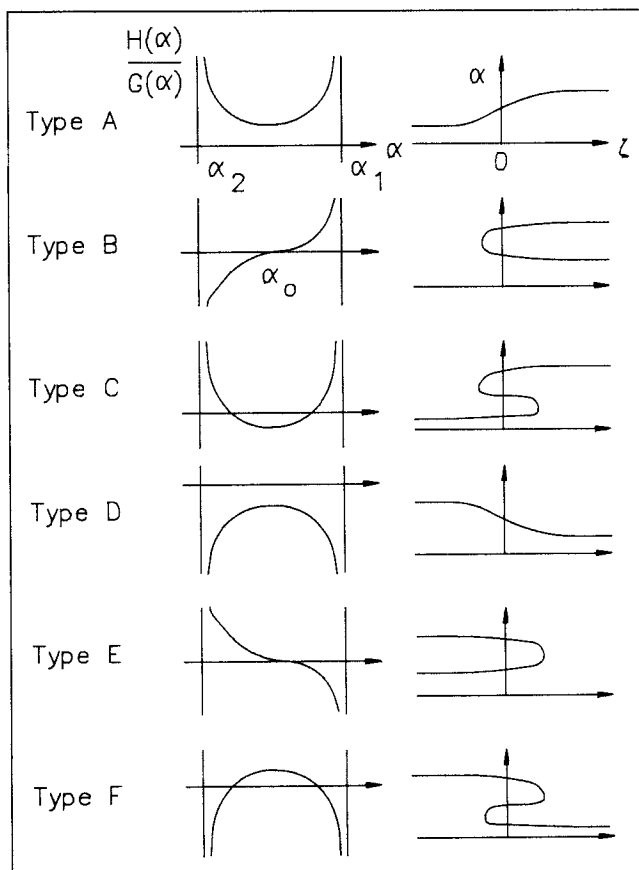 H(α)
G(α)
α
Type A
α
0
ζ
α2
α1
Type B
αo
Type C
Type D
Type E
Type F